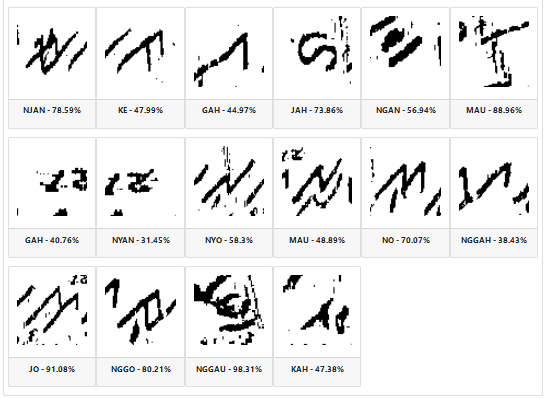 NJAN - 78.59% KE - 47.99% GAH - 44.97% JAH - 73.86% NGAN - 56.94% MAU - 88.96%
GAH - 40.76% NYAN - 31.45% NYO - 58.3% MAU - 48.89% NO - 70.07% NGGAH - 38.43%
JO - 91.08% NGGO - 80.21% NGGAU - 98.31% KAH - 47.38%